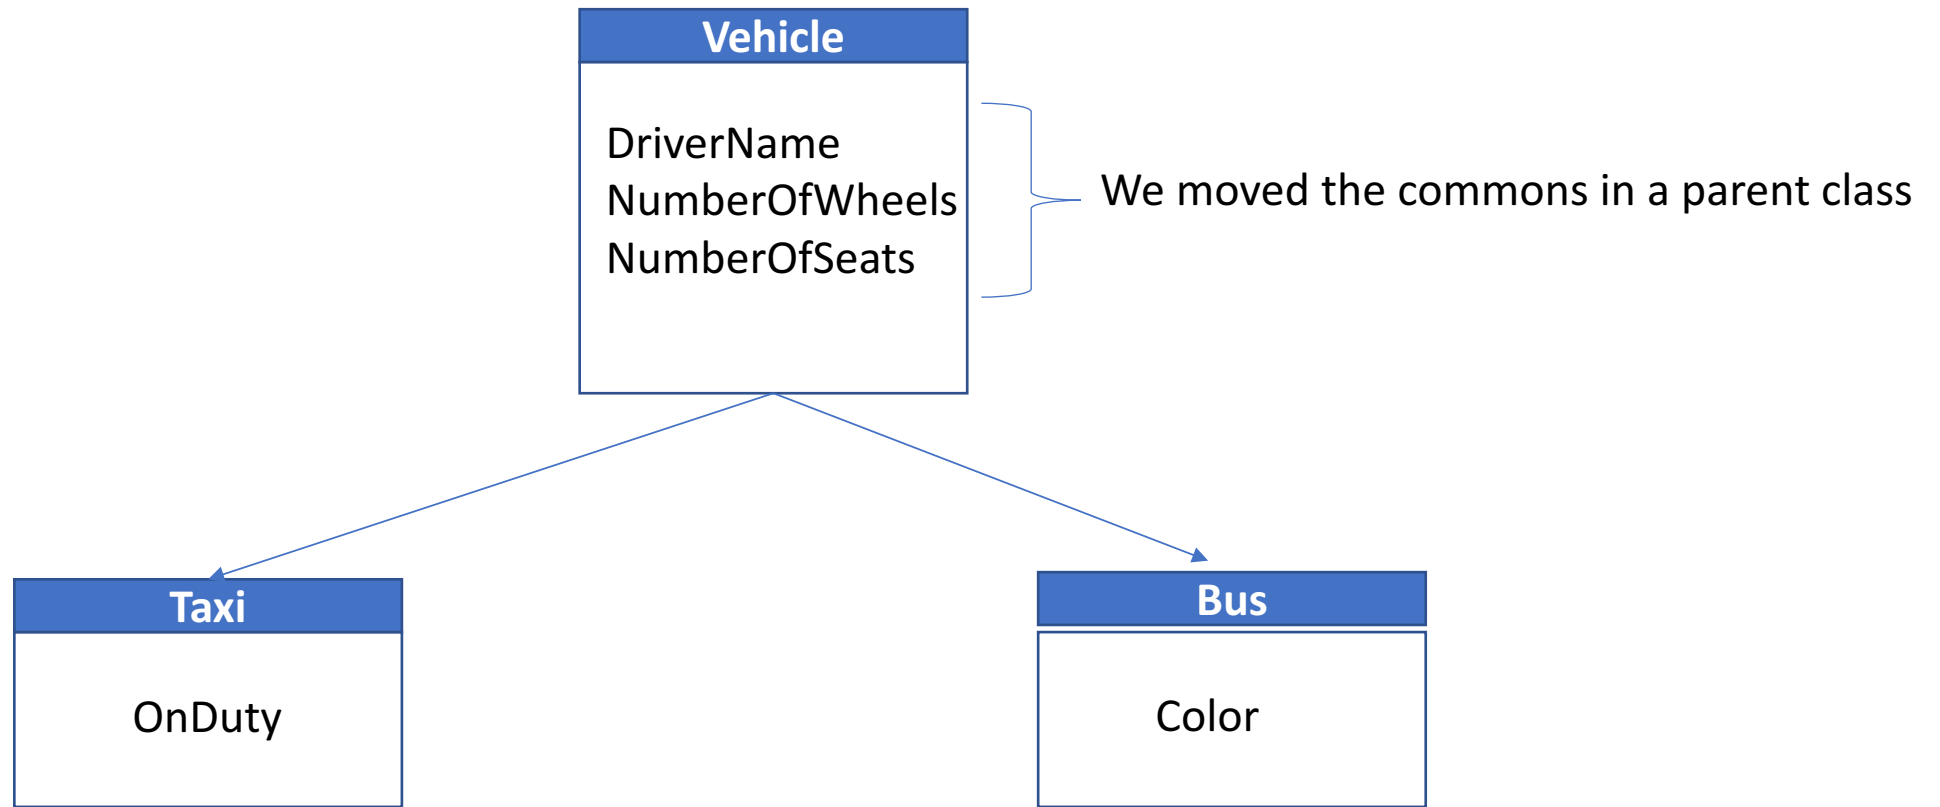 Vehicle
DriverName
NumberOfWheels
NumberOfSeats
We moved the commons in a parent class
Taxi
OnDuty
Bus
Color